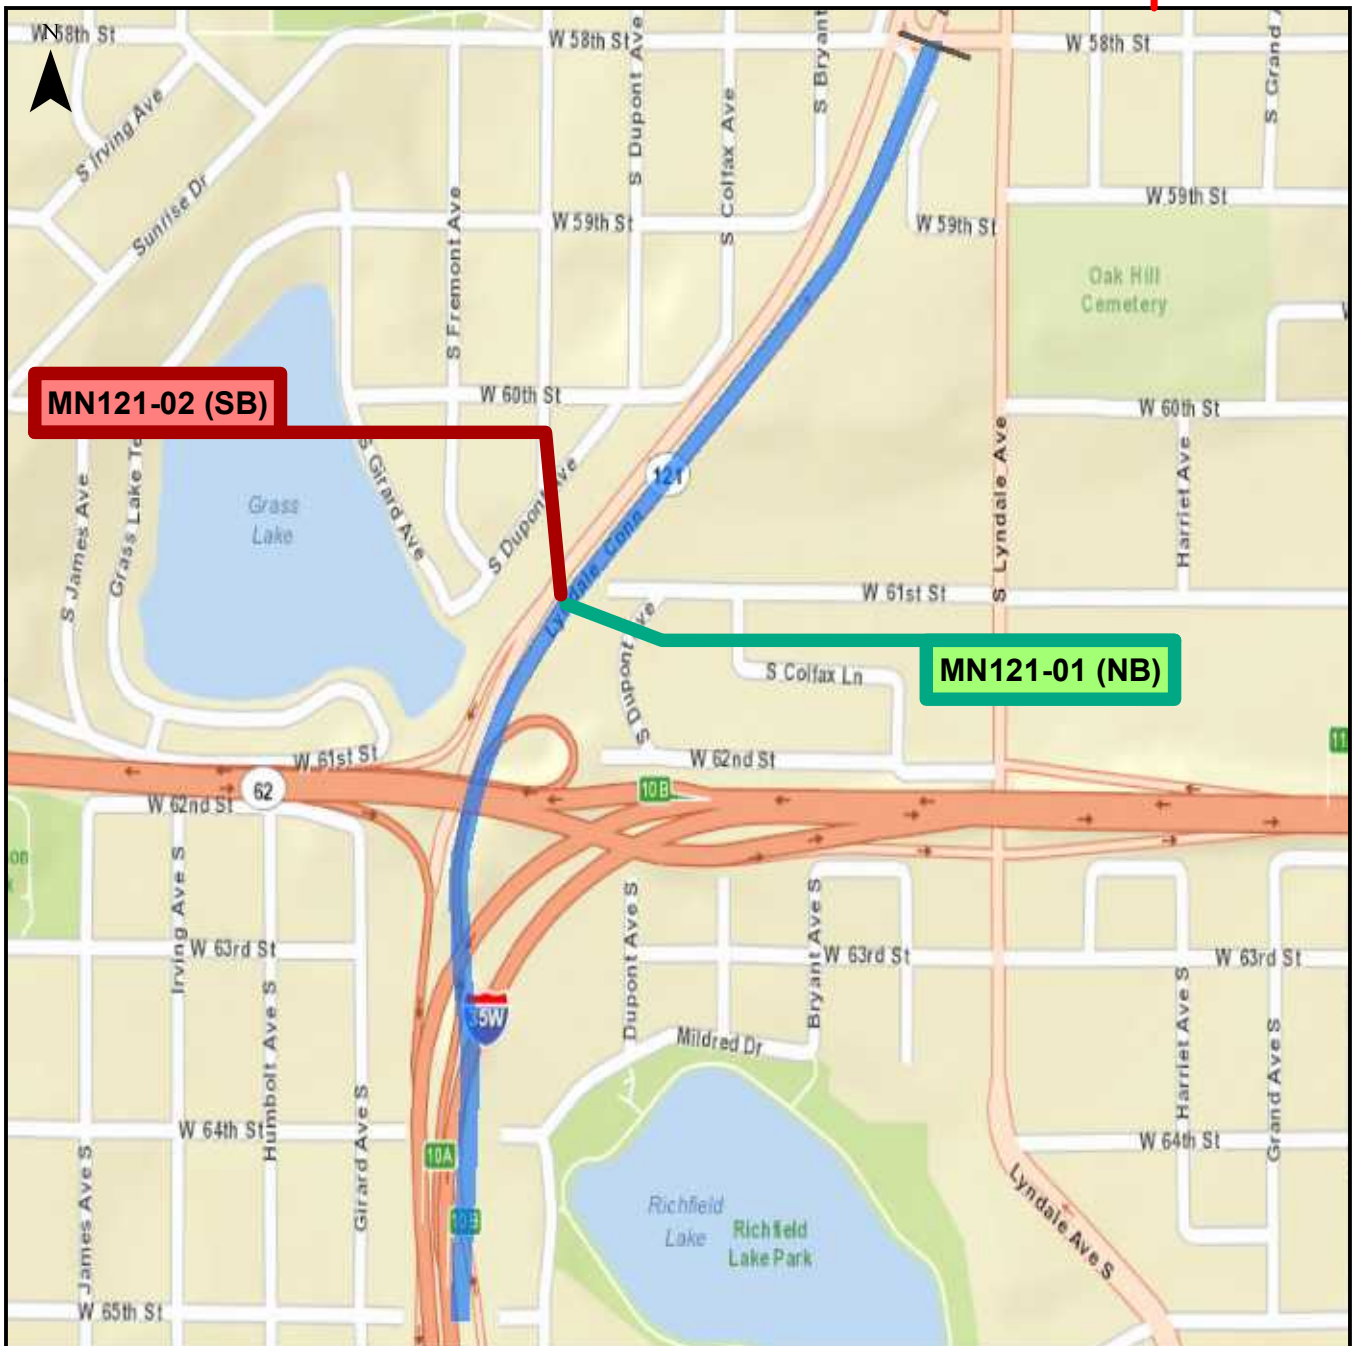 N
W 58th St
W 58th St
W 58th St
S Irving Ave
Sunrise Dr
S Dupont Ave
S Bryant
S Colfax Ave
S Grand A
W 59th St
W 59th St
W 59th St
S Fremont Ave
Oak Hill
Cemetery
MN121-02 (SB)
W 60th St
W 60th St
S Girard Ave
S Dupont Ave
121
Lyndale Conn
S Lyndale Ave
Harriet Ave
Grass
Lake
S James Ave
Grass Lake Te
W 61st St
S Dupont Ave
S Colfax Ln
MN121-01 (NB)
W 61st St
W 62nd St
11
62
10B
W 62nd St
on
Irving Ave S
Humbolt Ave S
W 63rd St
Dupont Ave S
Bryant Ave S
W 63rd St
W 63rd St
35W
Mildred Dr
Harriet Ave S
Grand Ave S
Girard Ave S
James Ave S
W 64th St
10A
W 64th St
Lyndale Ave S
10B
Richfield
Lake
Richfield
Lake Park
W 65th St